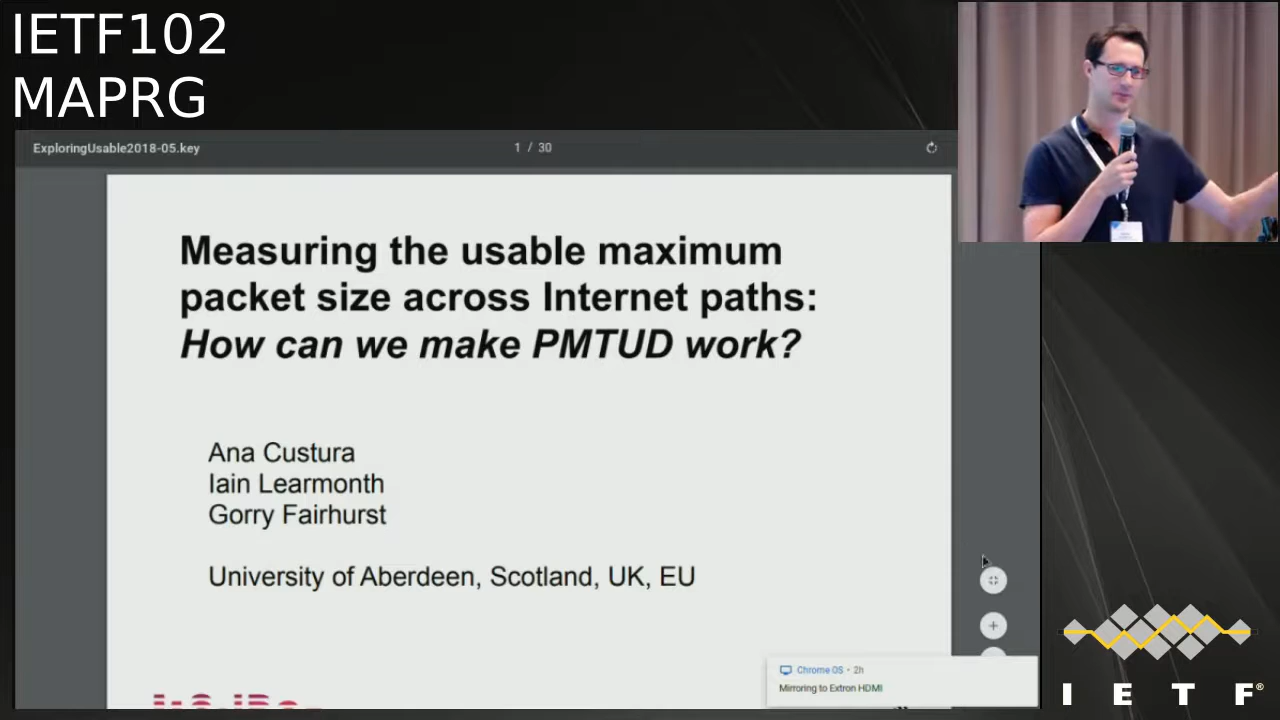 IETF102
MAPRG
ExploringUsable2018-05.key
1 / 30
Measuring the usable maximum
packet size across Internet paths:
How can we make PMTUD work?
Ana Custura
Iain Learmonth
Gorry Fairhurst
University of Aberdeen, Scotland, UK, EU
Chrome OS • 2h
Mirroring to Extron HDMI
I E T F®